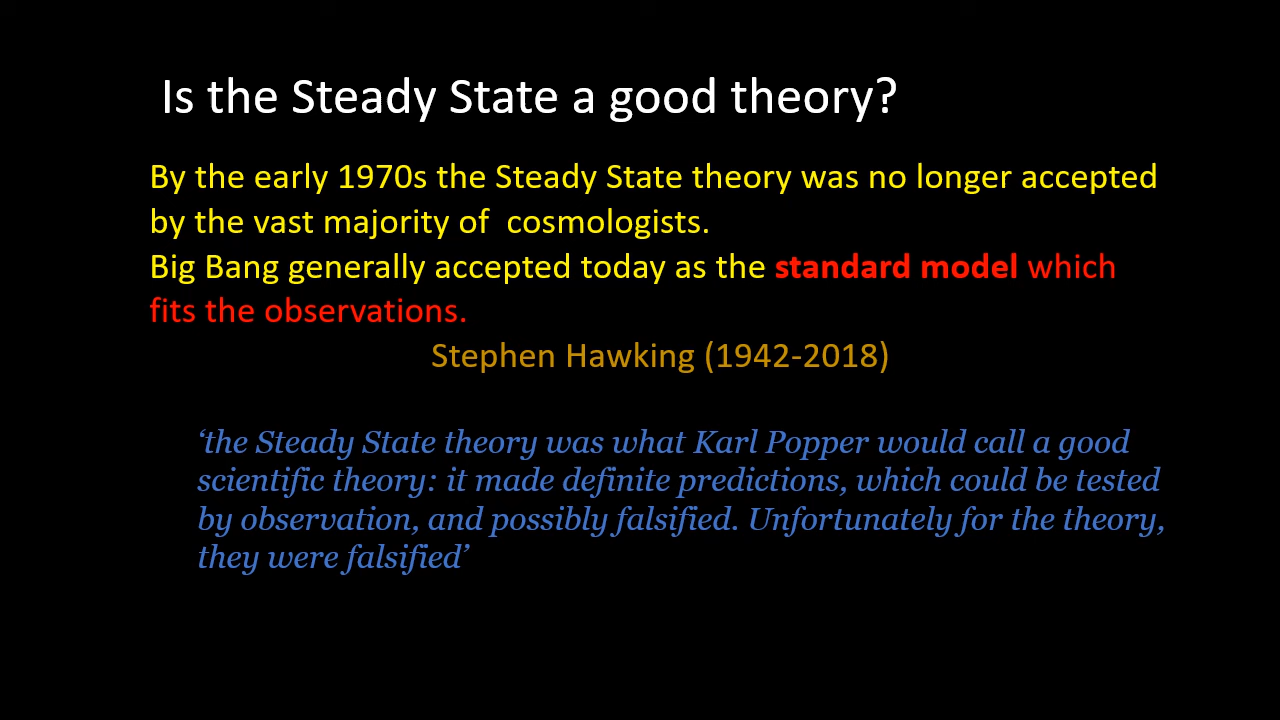 Is the Steady State a good theory?
By the early 1970s the Steady State theory was no longer accepted
by the vast majority of  cosmologists.
Big Bang generally accepted today as the standard model which
fits the observations.
Stephen Hawking (1942-2018)
‘the Steady State theory was what Karl Popper would call a good
scientific theory: it made definite predictions, which could be tested
by observation, and possibly falsified. Unfortunately for the theory,
they were falsified’